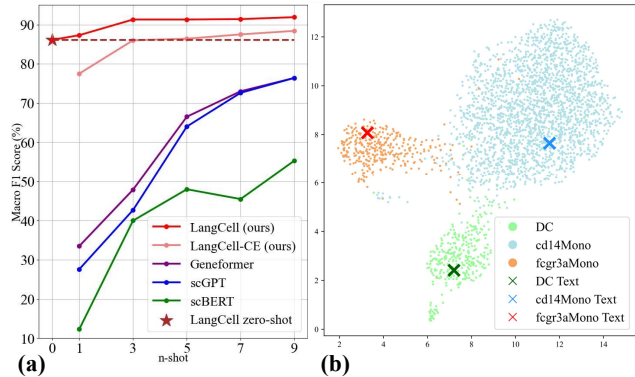 100
90
80
70
60
50
40
30
20
10
Macro F1 Score (%)
0 1 3 5 7 9
n-shot
LangCell (ours)
LangCell-CE (ours)
Geneformer
scGPT
scBERT
LangCell zero-shot
(a)
12
10
8
6
4
2
0
2 4 6 8 10 12 14
DC
cd14Mono
fcgr3aMono
DC Text
cd14Mono Text
fcgr3aMono Text
(b)